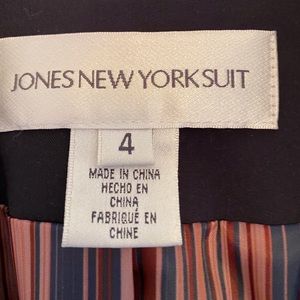 JONES NEW YORK SUIT
4
MADE IN CHINA
HECHO EN
CHINA
FABRIQUÉ EN
CHINE